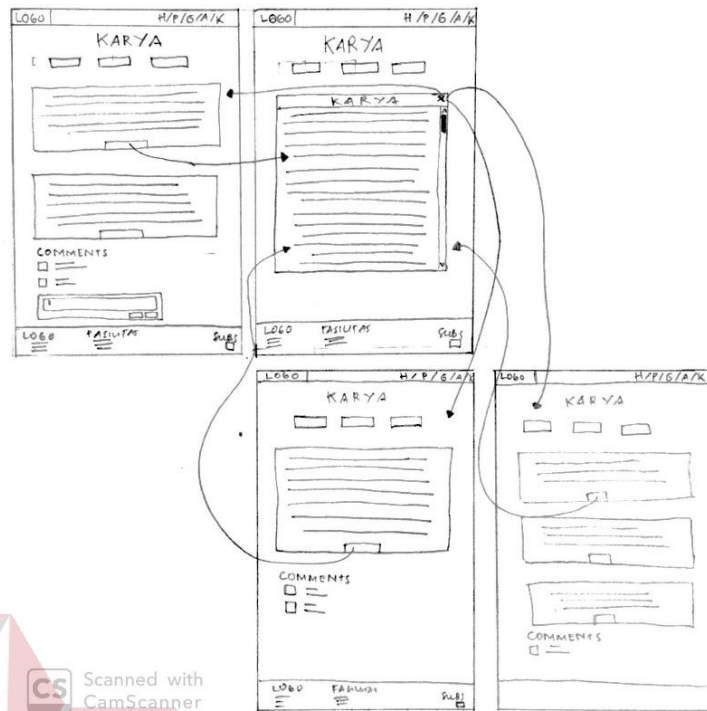 LOGO
H/P/G/A/K
KARYA
COMMENTS
LOGO
FASILITAS
SUBS
LOGO
H/P/G/A/K
KARYA
KARYA
X
LOGO
FASILITAS
SUBS
LOGO
H/P/G/A/K
KARYA
COMMENTS
LOGO
SUBS
LOGO
H/P/G/A/K
KARYA
COMMENTS
CS
Scanned with
CamScanner